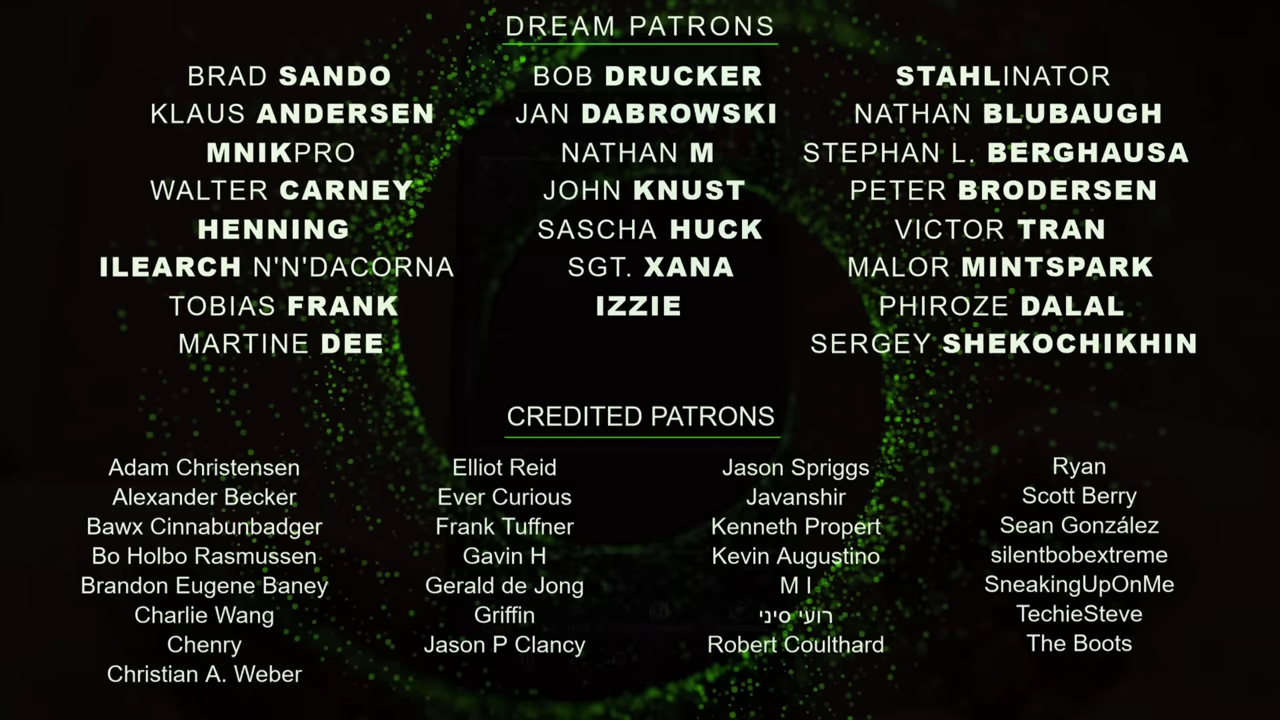 DREAM PATRONS
BRAD SANDO
KLAUS ANDERSEN
MNIKPRO
WALTER CARNEY
HENNING
ILEARCH N'N'DACORNA
TOBIAS FRANK
MARTINE DEE
BOB DRUCKER
JAN DABROWSKI
NATHAN M
JOHN KNUST
SASCHA HUCK
SGT. XANA
IZZIE
STAHLINATOR
NATHAN BLUBAUGH
STEPHAN L. BERGHAUSA
PETER BRODERSEN
VICTOR TRAN
MALOR MINTSPARK
PHIROZE DALAL
SERGEY SHEKOCHIKHIN
CREDITED PATRONS
Adam Christensen
Alexander Becker
Bawx Cinnabunbadger
Bo Holbo Rasmussen
Brandon Eugene Baney
Charlie Wang
Chenry
Christian A. Weber
Elliot Reid
Ever Curious
Frank Tuffner
Gavin H
Gerald de Jong
Griffin
Jason P Clancy
Jason Spriggs
Javanshir
Kenneth Propert
Kevin Augustino
M I
רועי סיני
Robert Coulthard
Ryan
Scott Berry
Sean González
silentbobextreme
SneakingUpOnMe
TechieSteve
The Boots